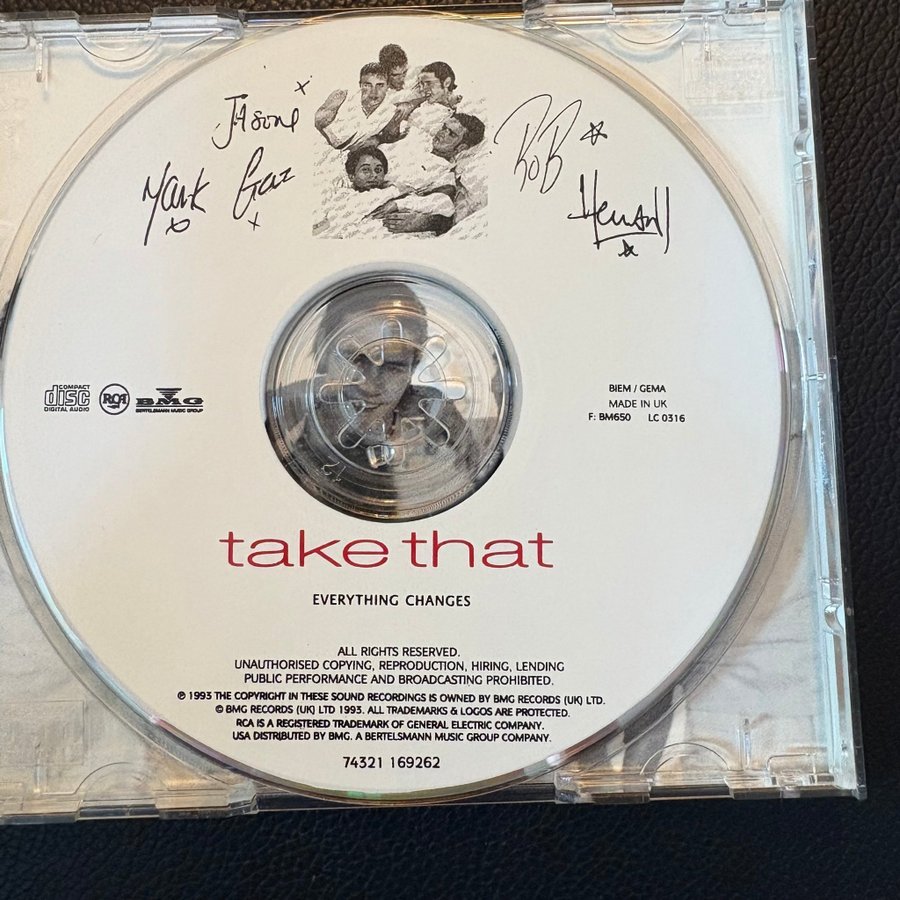 Jasone
Mark Gaz
Rob
Howard
COMPACT
disc
DIGITAL AUDIO
RCA
BMG
BERTELSMANN MUSIC GROUP
BIEM / GEMA
MADE IN UK
F: BM650 LC 0316
take that
EVERYTHING CHANGES
ALL RIGHTS RESERVED.
UNAUTHORISED COPYING, REPRODUCTION, HIRING, LENDING
PUBLIC PERFORMANCE AND BROADCASTING PROHIBITED.
℗ 1993 THE COPYRIGHT IN THESE SOUND RECORDINGS IS OWNED BY BMG RECORDS (UK) LTD.
© BMG RECORDS (UK) LTD 1993. ALL TRADEMARKS & LOGOS ARE PROTECTED.
RCA IS A REGISTERED TRADEMARK OF GENERAL ELECTRIC COMPANY.
USA DISTRIBUTED BY BMG. A BERTELSMANN MUSIC GROUP COMPANY.
74321 169262